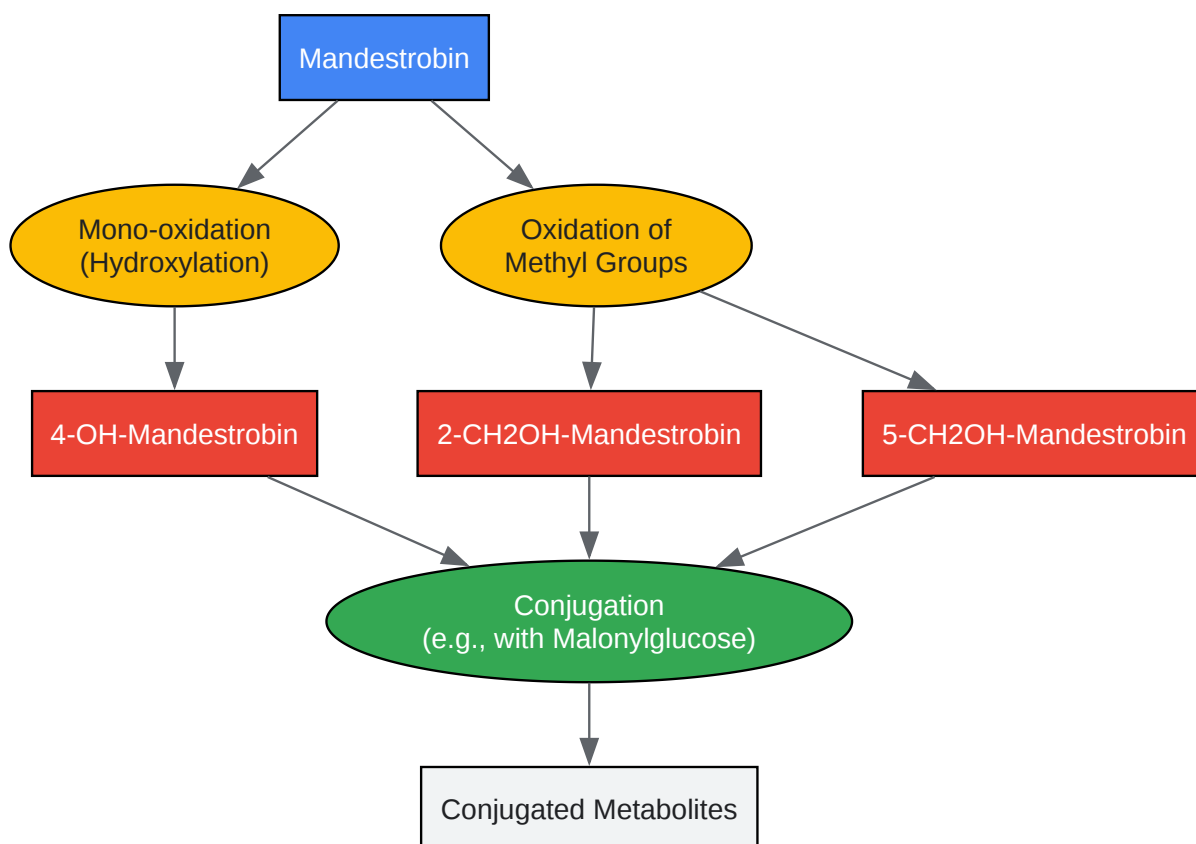 Mandestrobin
Mono-oxidation
(Hydroxylation)
Oxidation of
Methyl Groups
4-OH-Mandestrobin
2-CH2OH-Mandestrobin
5-CH2OH-Mandestrobin
Conjugation
(e.g., with Malonylglucose)
Conjugated Metabolites